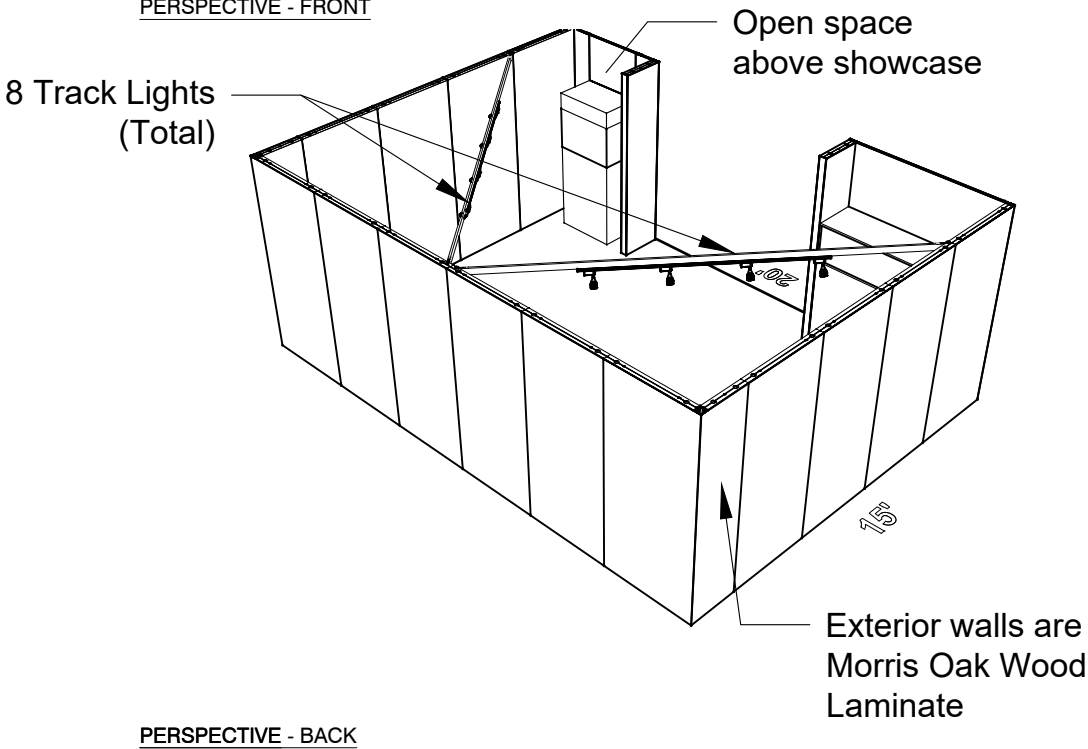 PERSPECTIVE - FRONT
Open space
above showcase
8 Track Lights
(Total)
20'
15'
Exterior walls are
Morris Oak Wood
Laminate
PERSPECTIVE - BACK